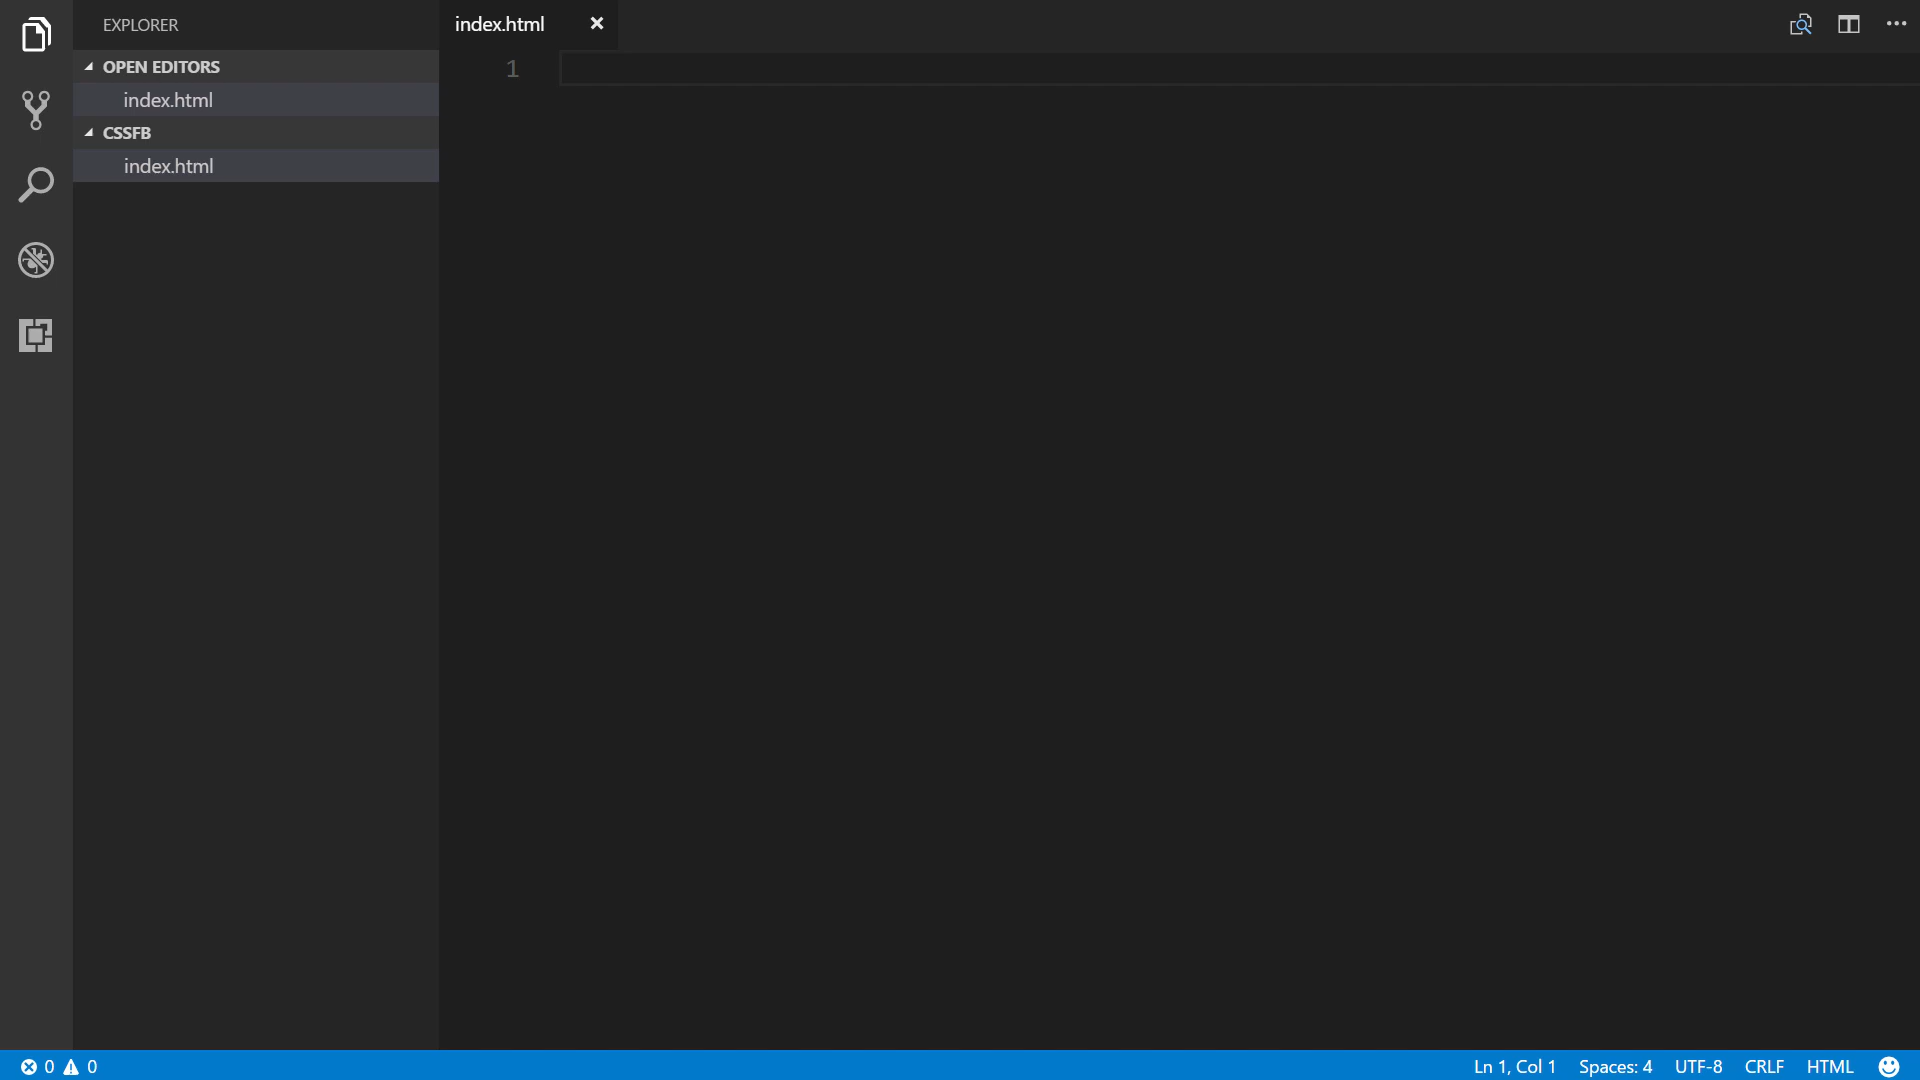 EXPLORER
OPEN EDITORS
index.html
CSSFB
index.html
index.html
1
0 0
Ln 1, Col 1 Spaces: 4 UTF-8 CRLF HTML